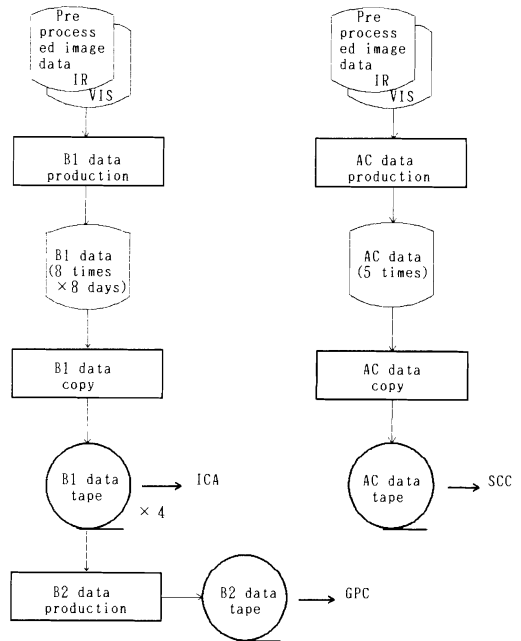 Pre
process
ed image
data
IR
VIS
B1 data
production
B1 data
(8 times
×8 days)
B1 data
copy
B1 data
tape
× 4
ICA
B2 data
production
B2 data
tape
GPC
Pre
process
ed image
data
IR
VIS
AC data
production
AC data
(5 times)
AC data
copy
AC data
tape
SCC